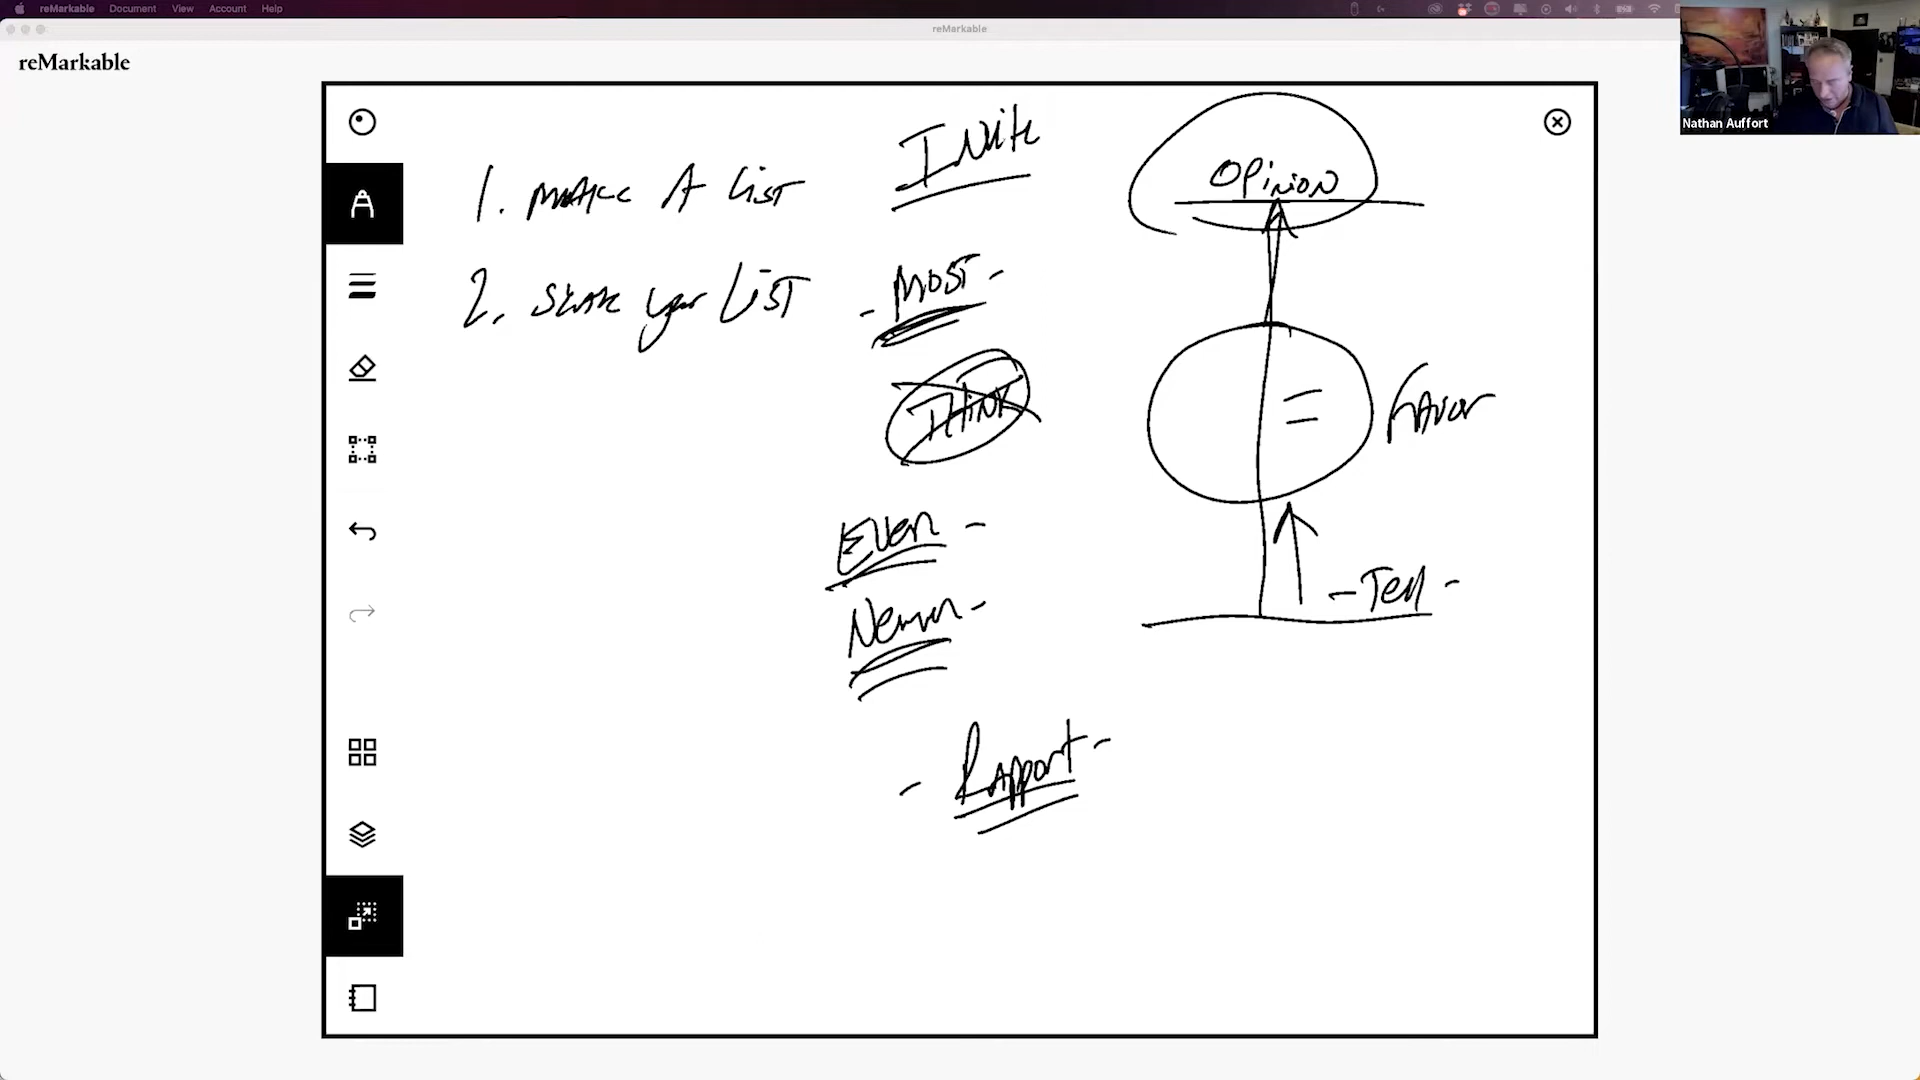 reMarkable Document View Account Help
reMarkable
reMarkable
Nathan Auffort
1. MAKE A LIST
2. your LIST
INVITE
- MOST -
THINK
Even -
Never -
- RAPPORT -
OPINION
= FAVOR
- Tell -